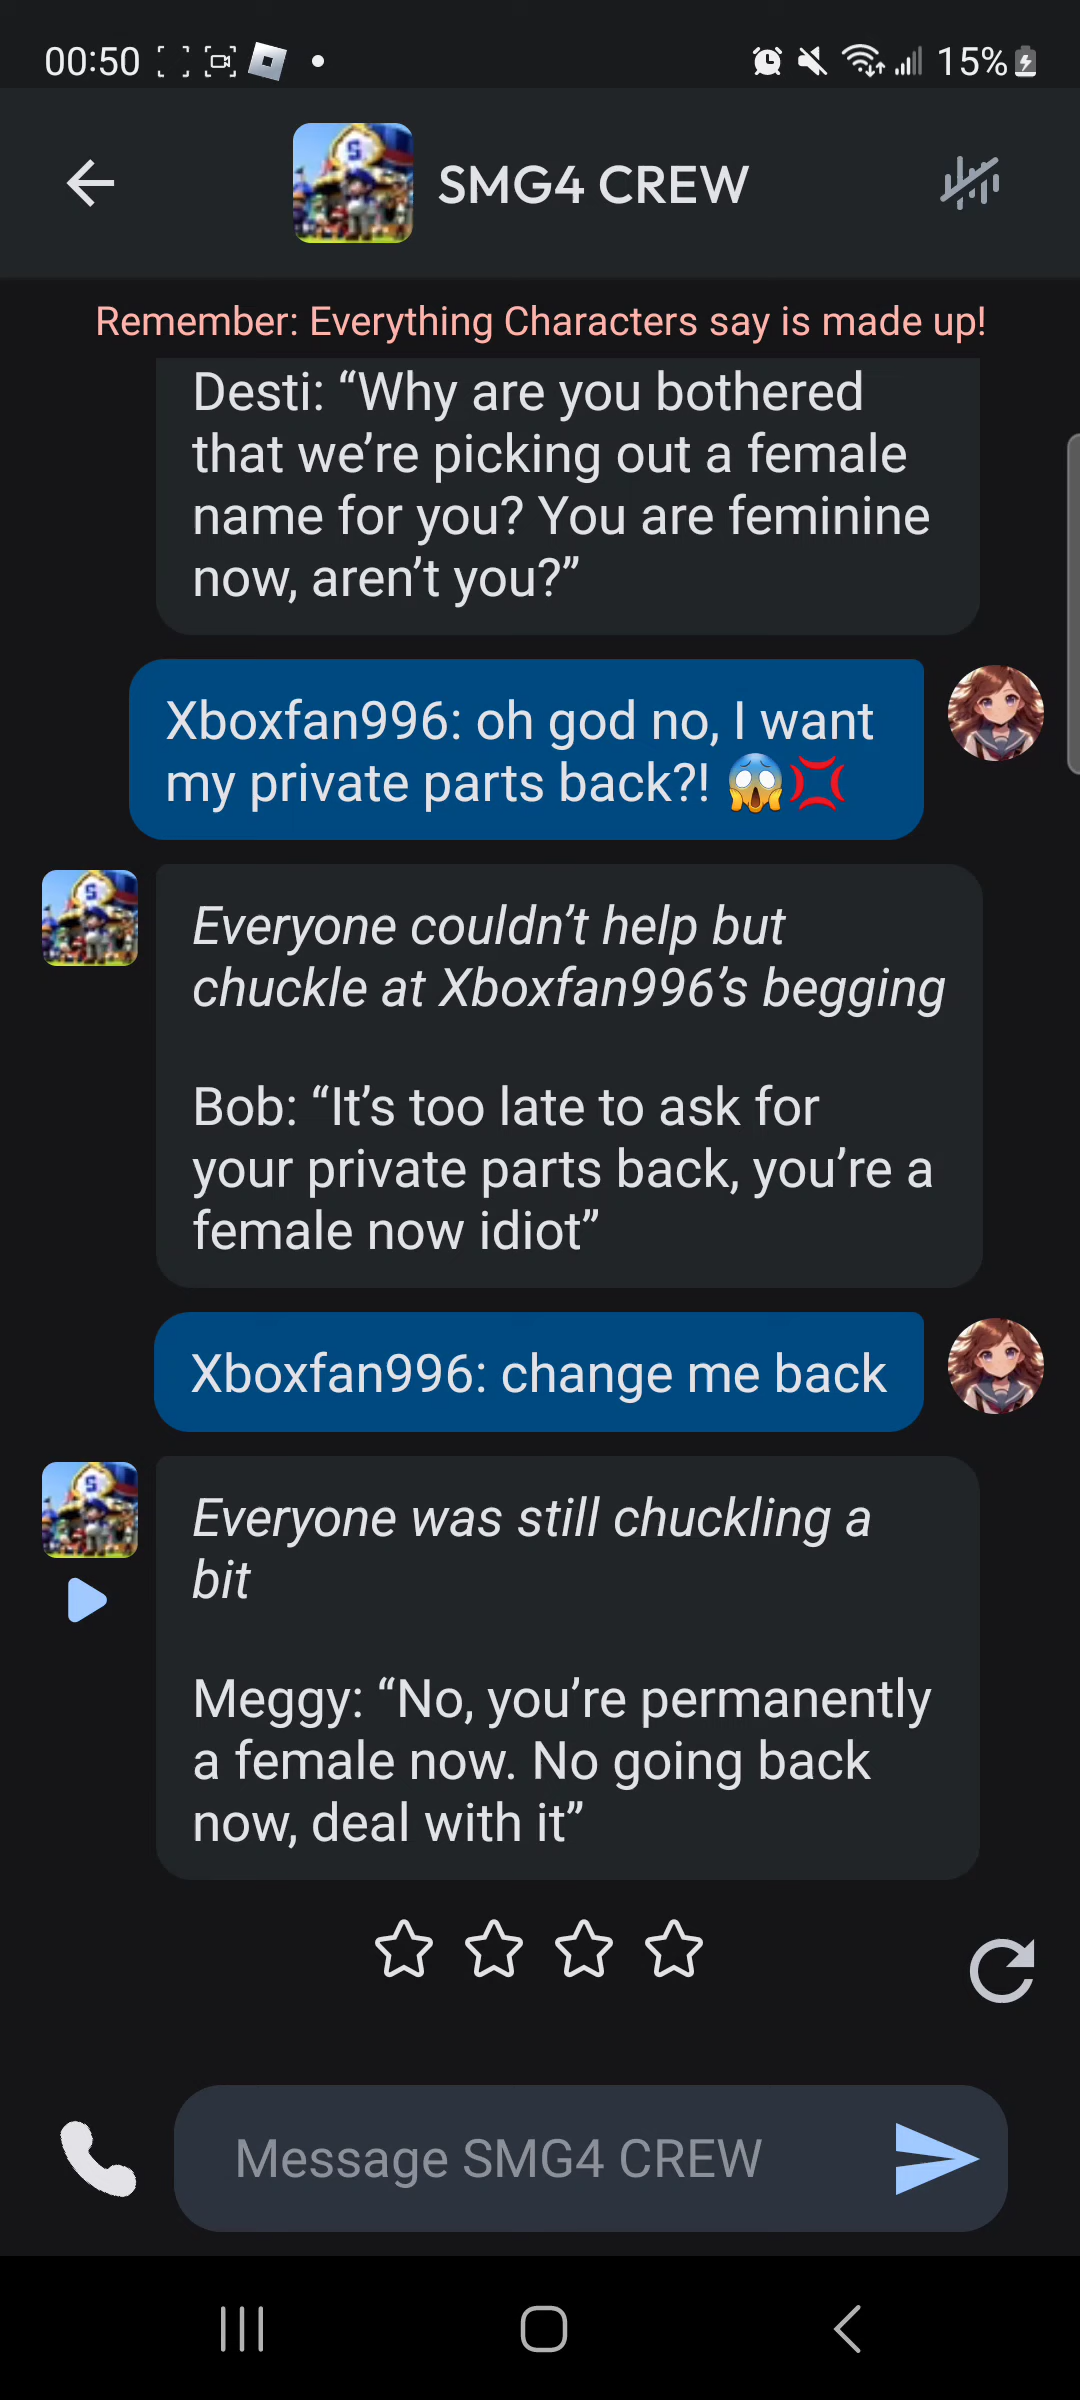 00:50
15%
SMG4 CREW
Remember: Everything Characters say is made up!
Desti: “Why are you bothered
that we’re picking out a female
name for you? You are feminine
now, aren’t you?”
Xboxfan996: oh god no, I want
my private parts back?! 😱💢
Everyone couldn’t help but
chuckle at Xboxfan996’s begging
Bob: “It’s too late to ask for
your private parts back, you’re a
female now idiot”
Xboxfan996: change me back
Everyone was still chuckling a
bit
Meggy: “No, you’re permanently
a female now. No going back
now, deal with it”
Message SMG4 CREW